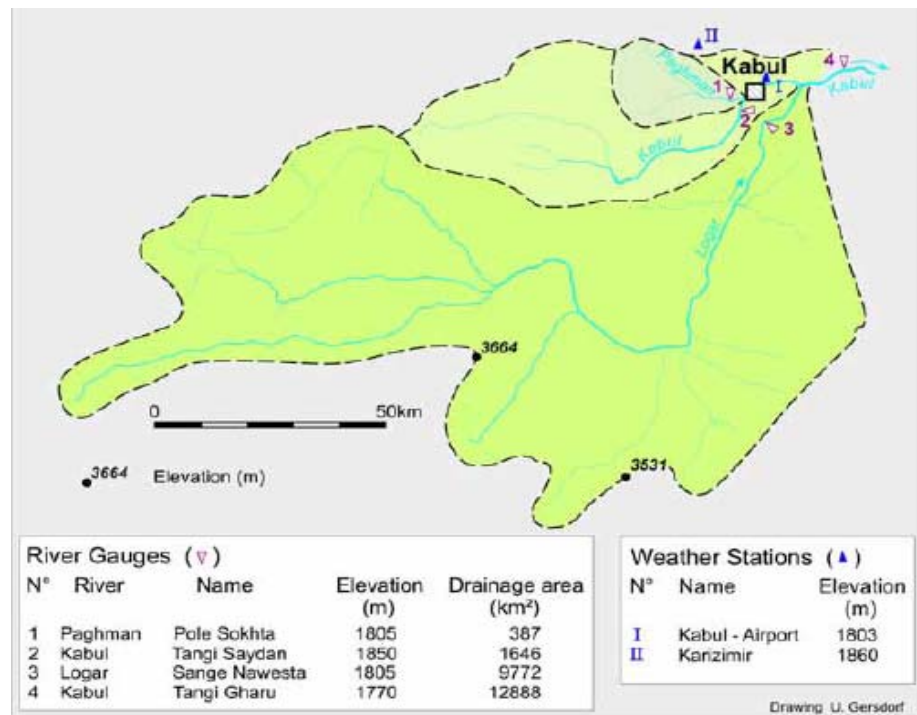 II
Kabul
4
Paghman
1
I
Kabul
2
3
Kabul
Logar
3664
0 50km
3531
3664 Elevation (m)
River Gauges ( )
N° River Name Elevation (m) Drainage area (km²)
1 Paghman Pole Sokhta 1805 387
2 Kabul Tangi Saydan 1850 1646
3 Logar Sange Nawesta 1805 9772
4 Kabul Tangi Gharu 1770 12888
Weather Stations ( )
N° Name Elevation (m)
I Kabul - Airport 1803
II Karizimir 1860
Drawing U. Gersdorf